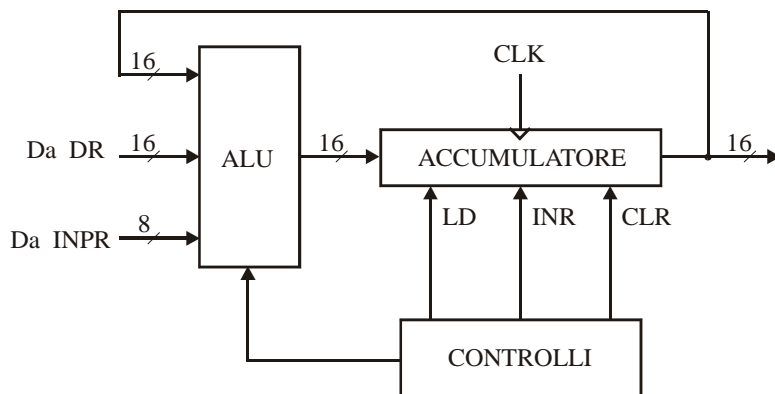 CLK
16
Da DR
16
ALU
16
ACCUMULATORE
16
LD
INR
CLR
Da INPR
8
CONTROLLI